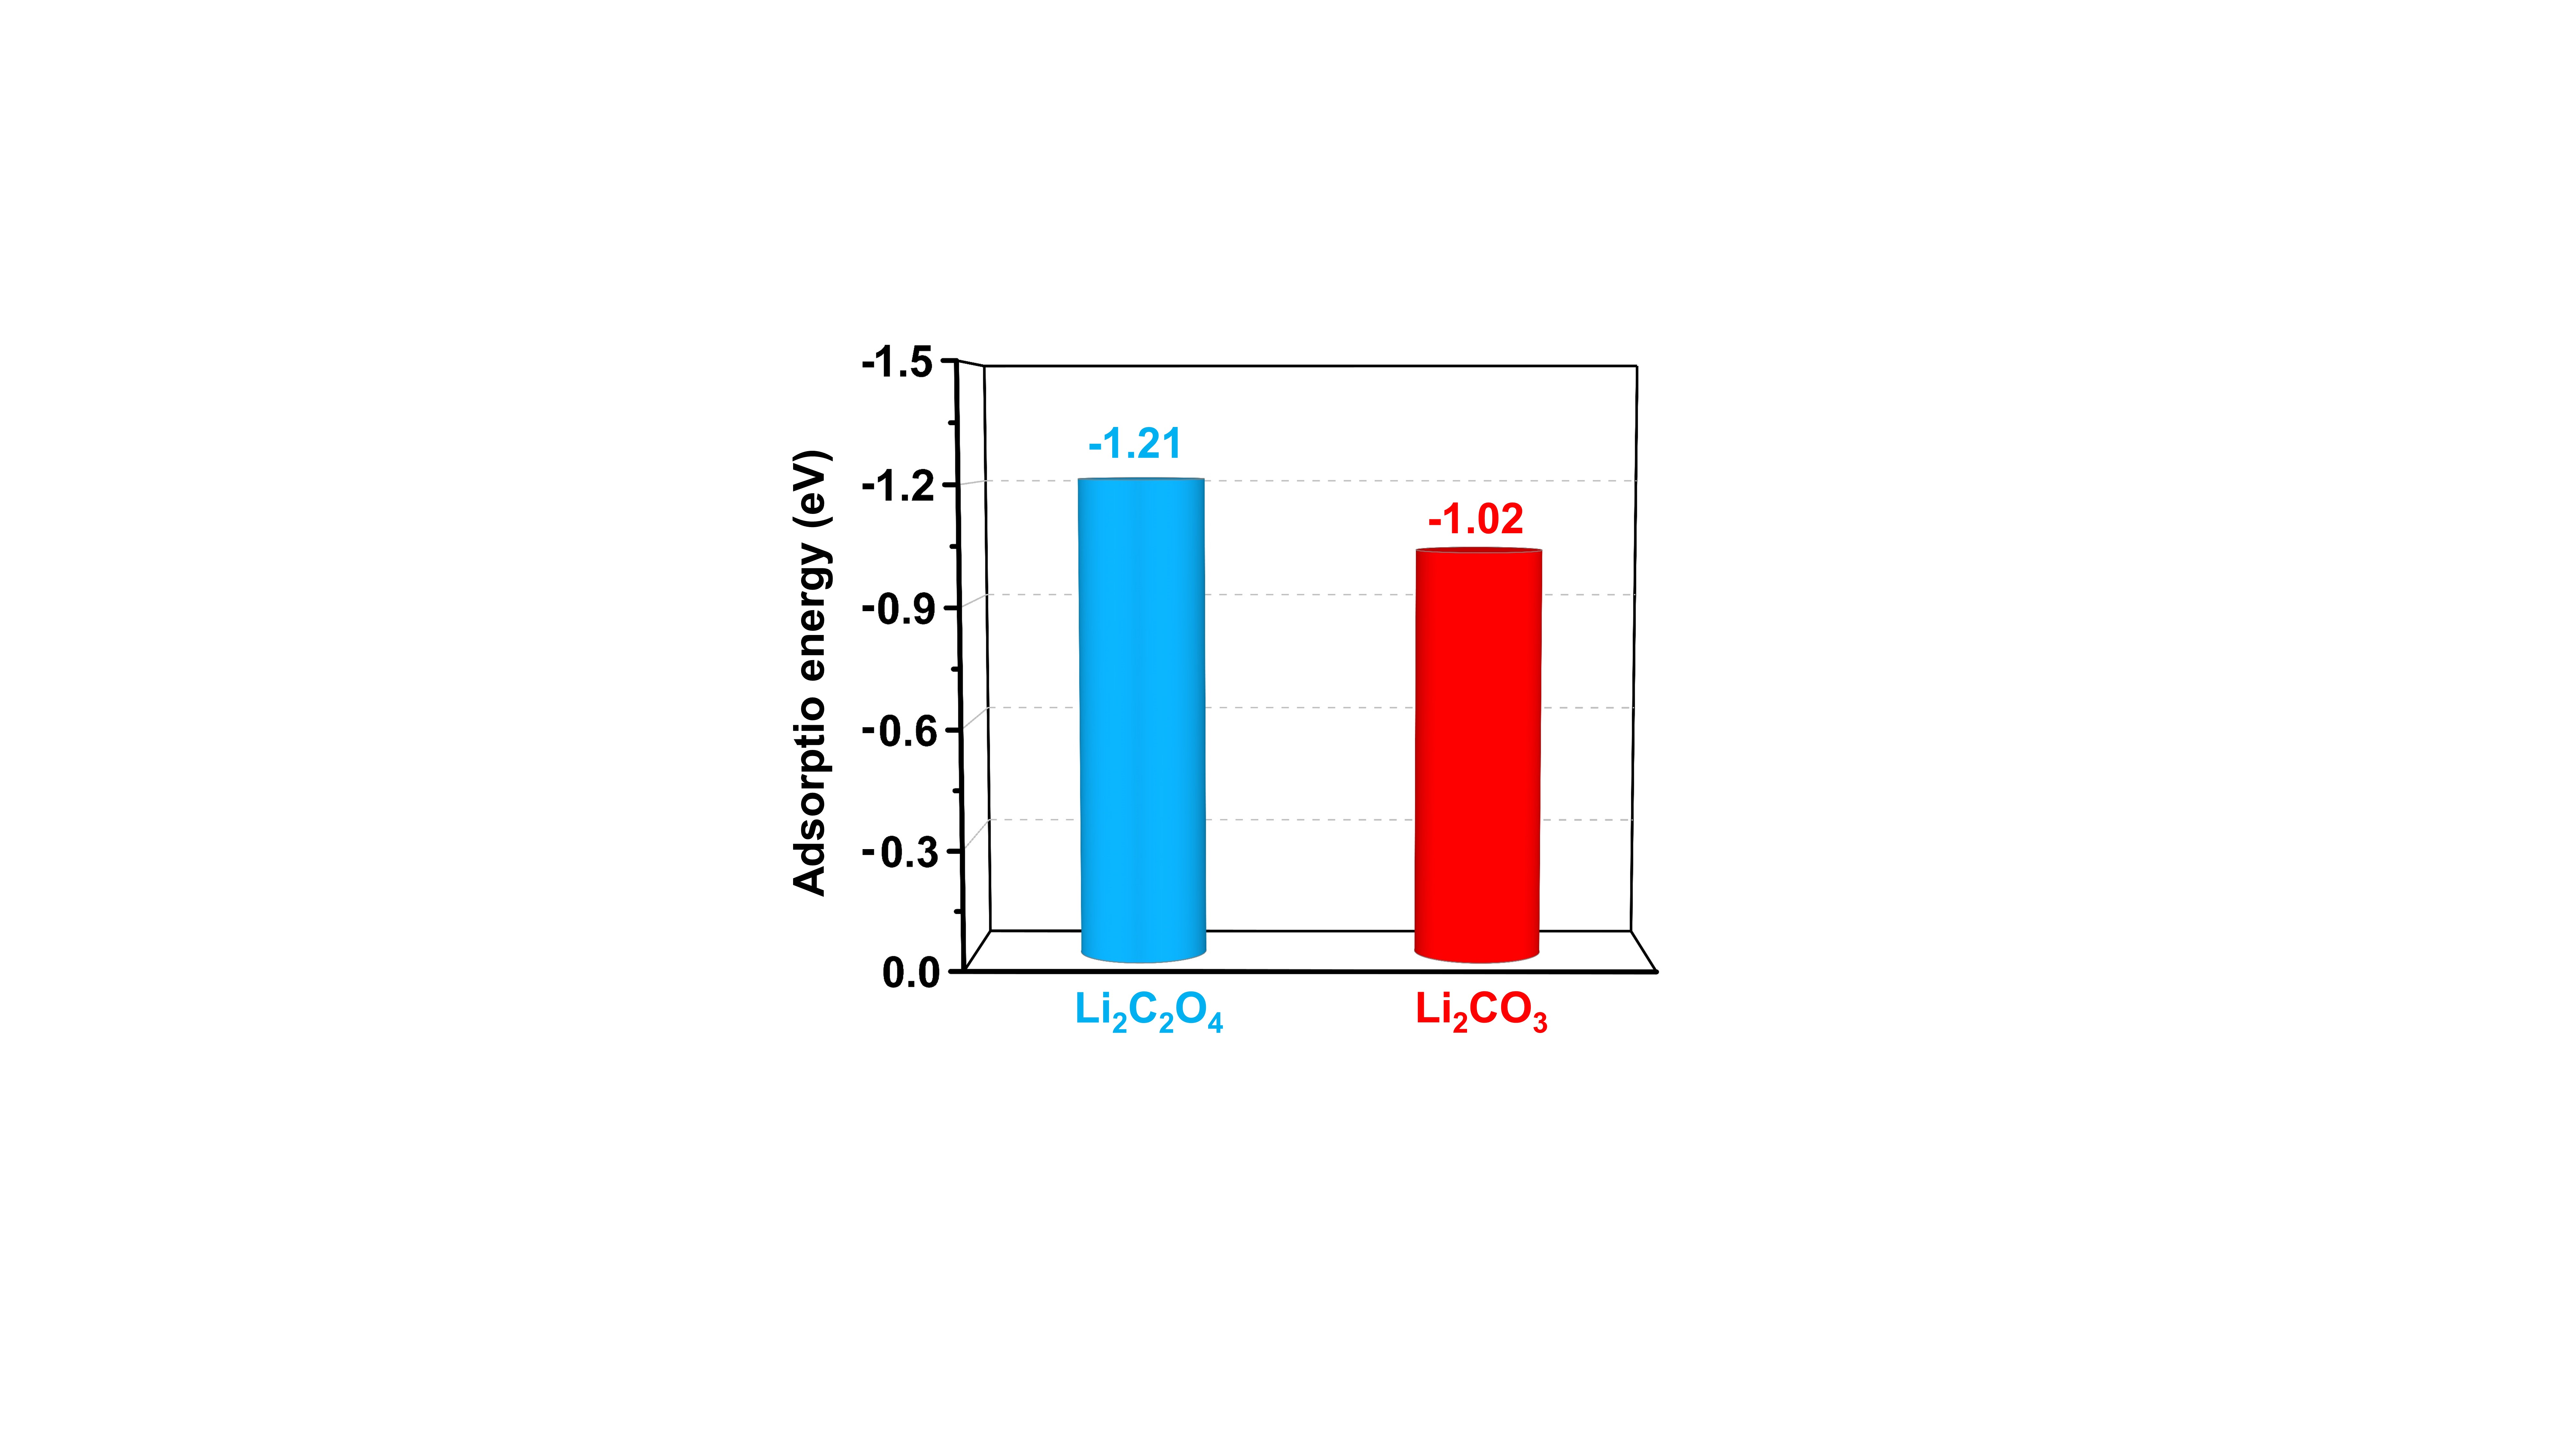 Adsorptio energy (eV)
-1.5
-1.2
-0.9
-0.6
-0.3
0.0
-1.21
-1.02
Li₂C₂O₄
Li₂CO₃